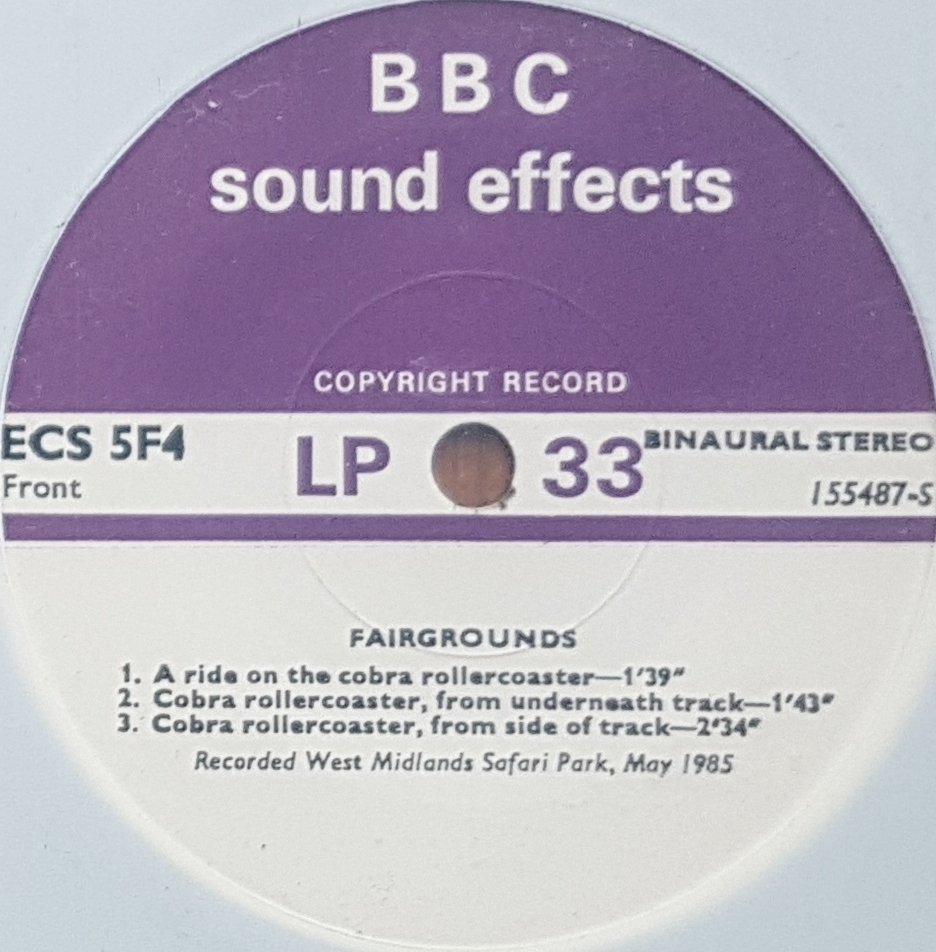 BBC
sound effects
COPYRIGHT RECORD
ECS 5F4
Front
LP 33
BINAURAL STEREO
155487-S
FAIRGROUNDS
1. A ride on the cobra rollercoaster—1'39"
2. Cobra rollercoaster, from underneath track—1'43"
3. Cobra rollercoaster, from side of track—2'34"
Recorded West Midlands Safari Park, May 1985